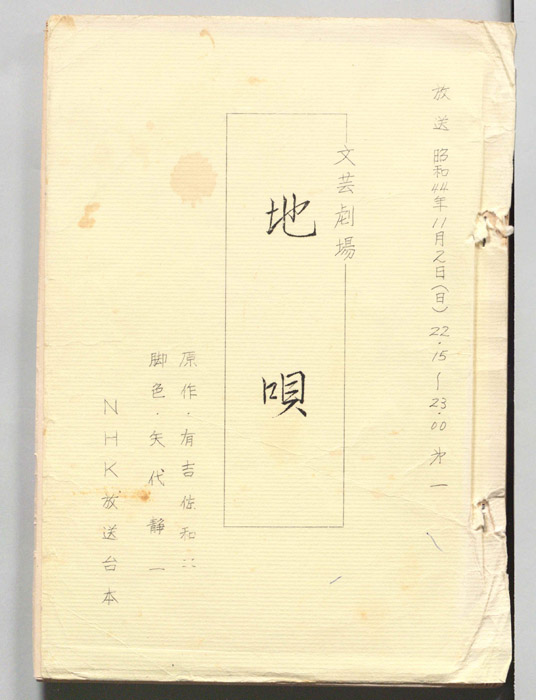 放送 昭和44年11月2日(日) 22.15～23.00 第一
文芸劇場
地唄
原作・有吉佐和子
脚色・矢代静一
NHK放送台本